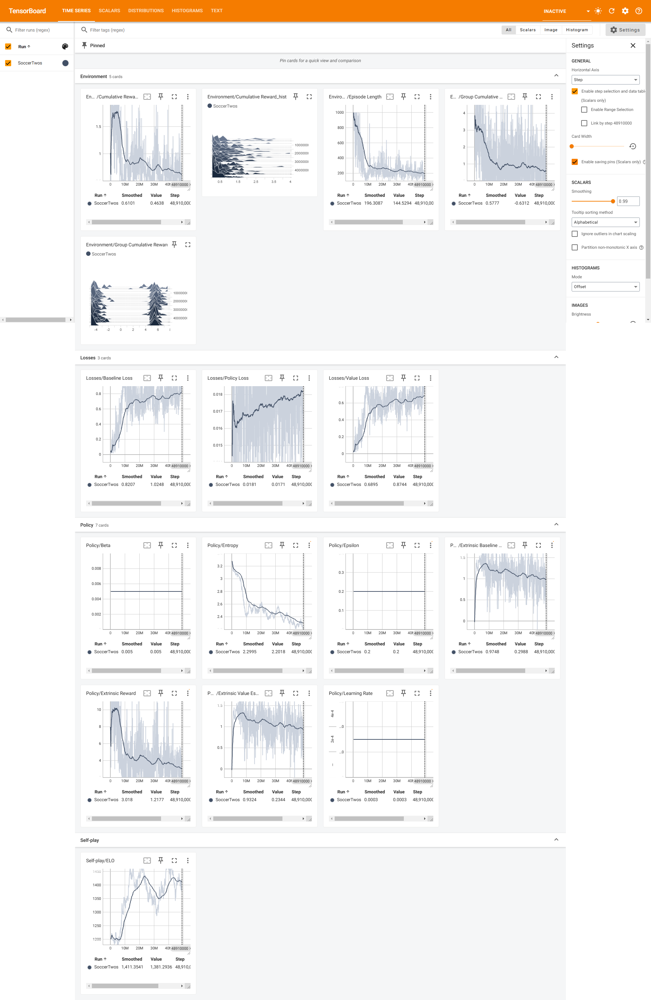 TensorBoard
TIME SERIES SCALARS DISTRIBUTIONS HISTOGRAMS TEXT
INACTIVE
Filter runs (regex)
Run
SoccerTwos
Filter tags (regex)
All Scalars Image Histogram
Settings
Pinned
Pin cards for a quick view and comparison
Environment 5 cards
En... /Cumulative Rewa...
1.5
1
0 10M 20M 30M 40M 48910000
Run Smoothed Value Step
SoccerTwos 0.6101 0.4638 48,910,000
Environment/Cumulative Reward_hist
SoccerTwos
10000000
20000000
30000000
40000000
0.5 1.5 2.5 3.5 4
Enviro... /Episode Length
1000
800
600
400
200
0 10M 20M 30M 40M 48910000
Run Smoothed Value Step
SoccerTwos 196.3087 144.5294 48,910,00
E... /Group Cumulative ...
4
3
2
1
0 10M 20M 30M 40M 48910000
Run Smoothed Value Step
SoccerTwos 0.5777 -0.6312 48,910,000
Environment/Group Cumulative Reward
SoccerTwos
10000000
20000000
30000000
40000000
-4 -2 0 2 4 6 8
Losses 3 cards
Losses/Baseline Loss
0.8
0.6
0.4
0.2
0
0 10M 20M 30M 40M 48910000
Run Smoothed Value Step
SoccerTwos 0.8207 1.0248 48,910,000
Losses/Policy Loss
0.018
0.017
0.016
0.015
0 10M 20M 30M 40M 48910000
Run Smoothed Value Step
SoccerTwos 0.0181 0.0171 48,910,000
Losses/Value Loss
0.6
0.4
0.2
0
0 10M 20M 30M 40M 48910000
Run Smoothed Value Step
SoccerTwos 0.6895 0.8744 48,910,000
Policy 7 cards
Policy/Beta
0.008
0.006
0.004
0.002
0 10M 20M 30M 40M 48910000
Run Smoothed Value Step
SoccerTwos 0.005 0.005 48,910,000
Policy/Entropy
3.2
3
2.8
2.6
2.4
0 10M 20M 30M 40M 48910000
Run Smoothed Value Step
SoccerTwos 2.2995 2.2018 48,910,000
Policy/Epsilon
0.3
0.2
0.1
0 10M 20M 30M 40M 48910000
Run Smoothed Value Step
SoccerTwos 0.2 0.2 48,910,000
P... /Extrinsic Baseline ...
1.5
1
0.5
0
0 10M 20M 30M 40M 48910000
Run Smoothed Value Step
SoccerTwos 0.9748 0.2988 48,910,000
Policy/Extrinsic Reward
10
8
6
4
0 10M 20M 30M 40M 48910000
Run Smoothed Value Step
SoccerTwos 3.018 1.2177 48,910,000
P... /Extrinsic Value Es...
1.5
1
0.5
0
0 10M 20M 30M 40M 48910000
Run Smoothed Value Step
SoccerTwos 0.9324 0.2344 48,910,000
Policy/Learning Rate
4e-4
...0
2e-4
...0
0 10M 20M 30M 40M 48910000
Run Smoothed Value Step
SoccerTwos 0.0003 0.0003 48,910,000
Self-play
Self-play/ELO
1450
1400
1350
1300
1250
1200
0 10M 20M 30M 40M 48910000
Run Smoothed Value Step
SoccerTwos 1,411.3541 1,381.2936 48,910,0
Settings
GENERAL
Horizontal Axis
Step
Enable step selection and data table
(Scalars only)
Enable Range Selection
Link by step 48910000
Card Width
Enable saving pins (Scalars only)
SCALARS
Smoothing
0.99
Tooltip sorting method
Alphabetical
Ignore outliers in chart scaling
Partition non-monotonic X axis
HISTOGRAMS
Mode
Offset
IMAGES
Brightness